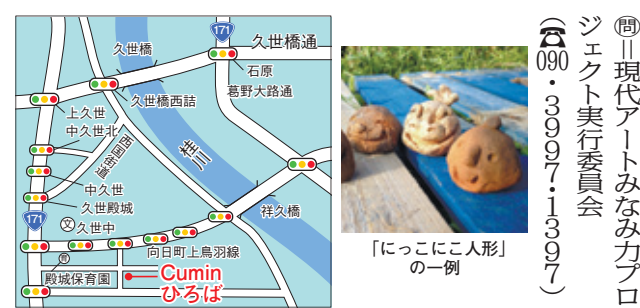 ㉄＝現代アートみなみ力プロ
ジェクト実行委員会
（☎090・3997・1397）
171
久世橋
久世橋通
石原
葛野大路通
久世橋西詰
上久世
中久世北
西国街道
桂川
中久世
久世殿城
171
文
久世中
祥久橋
向日町上鳥羽線
殿城保育園
Cumin
ひろば
「にっこにこ人形」
の一例